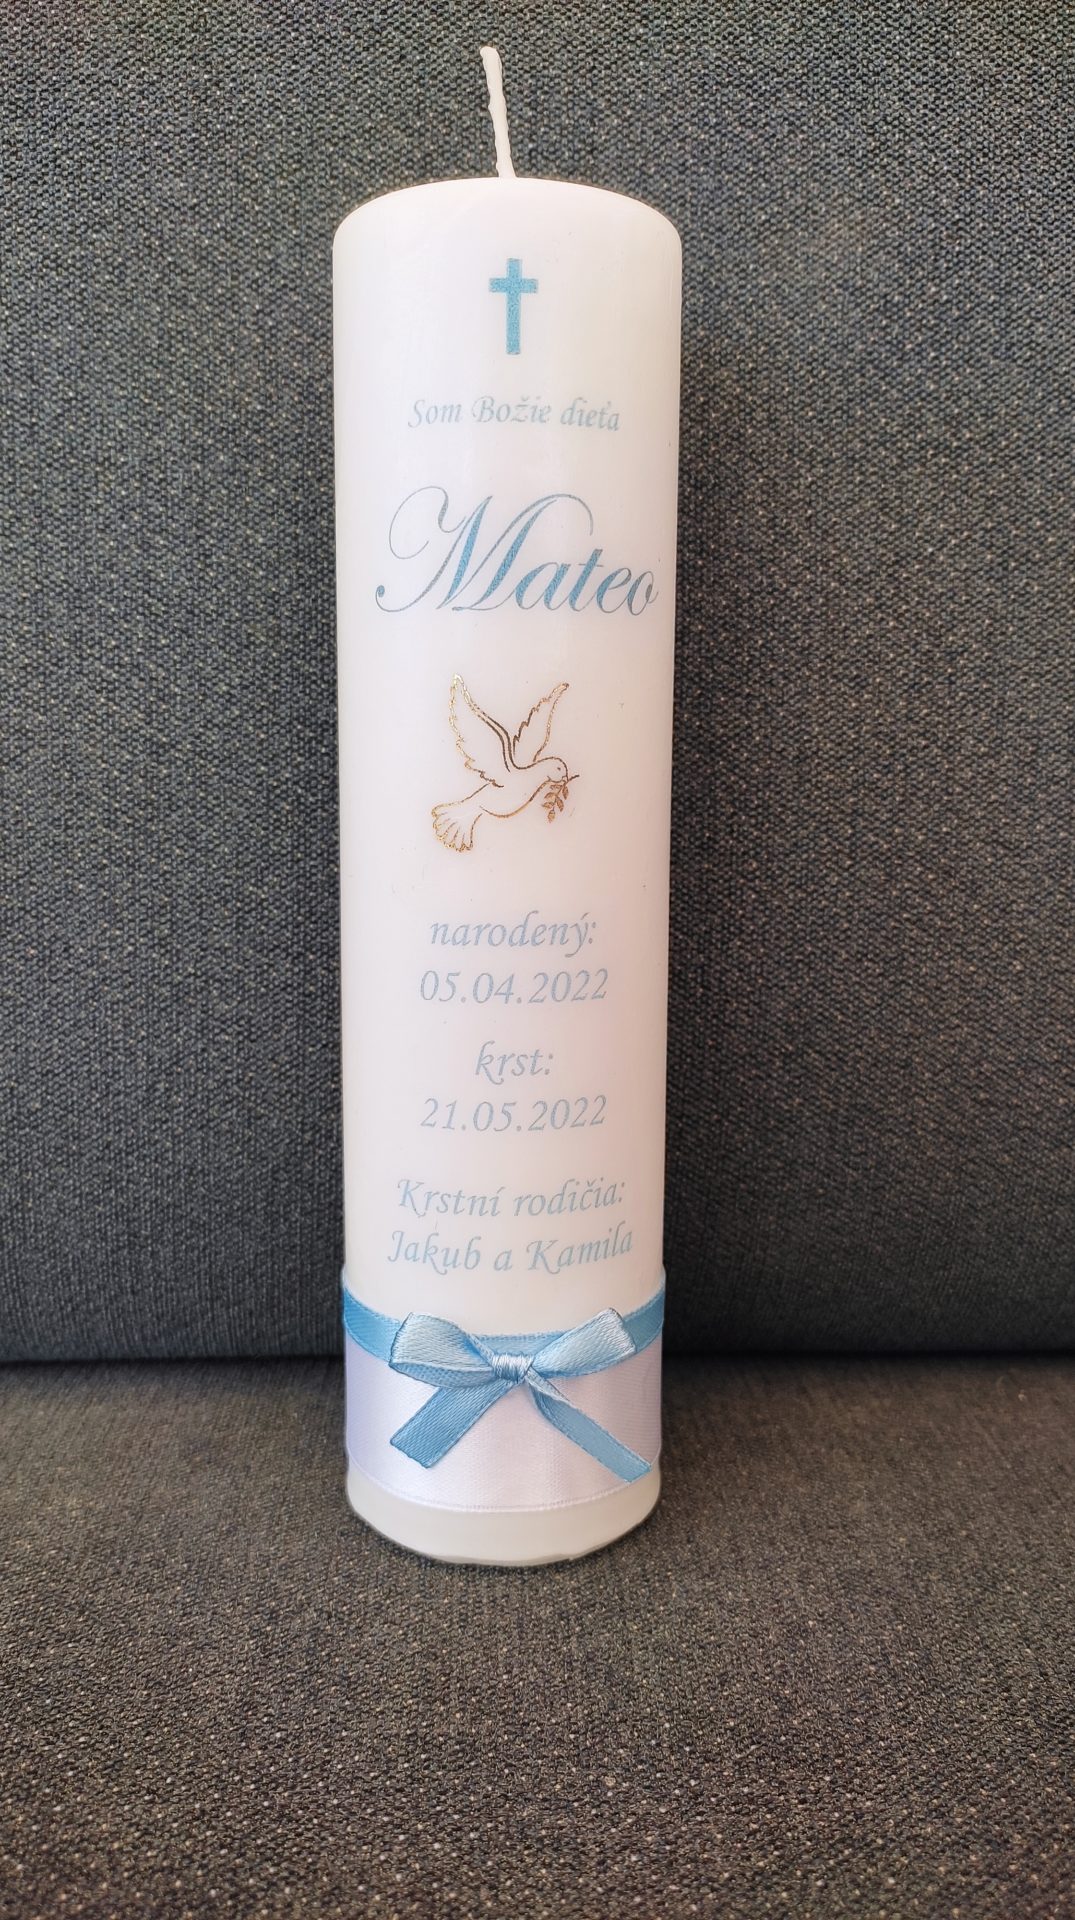 Som Božie dieťa
Mateo
narodený:
05.04.2022
krst:
21.05.2022
Krstní rodičia:
Jakub a Kamila